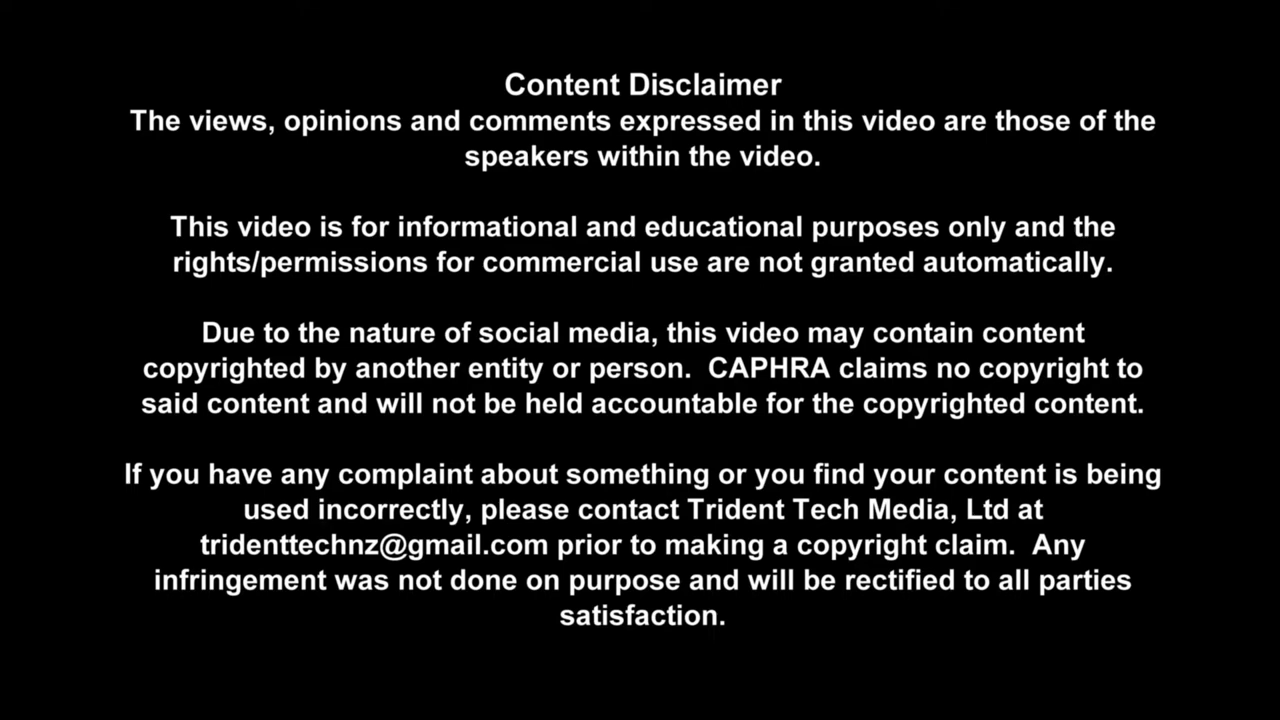 Content Disclaimer
The views, opinions and comments expressed in this video are those of the
speakers within the video.
This video is for informational and educational purposes only and the
rights/permissions for commercial use are not granted automatically.
Due to the nature of social media, this video may contain content
copyrighted by another entity or person.  CAPHRA claims no copyright to
said content and will not be held accountable for the copyrighted content.
If you have any complaint about something or you find your content is being
used incorrectly, please contact Trident Tech Media, Ltd at
tridenttechnz@gmail.com prior to making a copyright claim.  Any
infringement was not done on purpose and will be rectified to all parties
satisfaction.